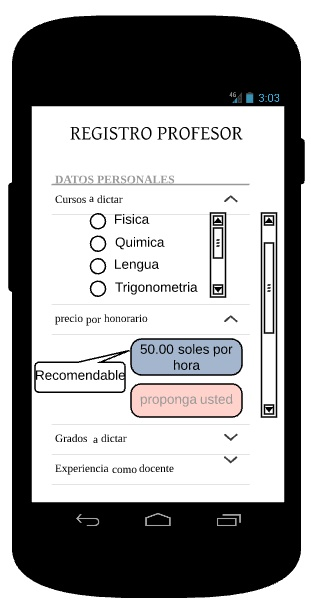 4G 3:03
REGISTRO PROFESOR
DATOS PERSONALES
Cursos a dictar
Fisica
Quimica
Lengua
Trigonometria
precio por honorario
50.00 soles por
hora
Recomendable
proponga usted
Grados a dictar
Experiencia como docente